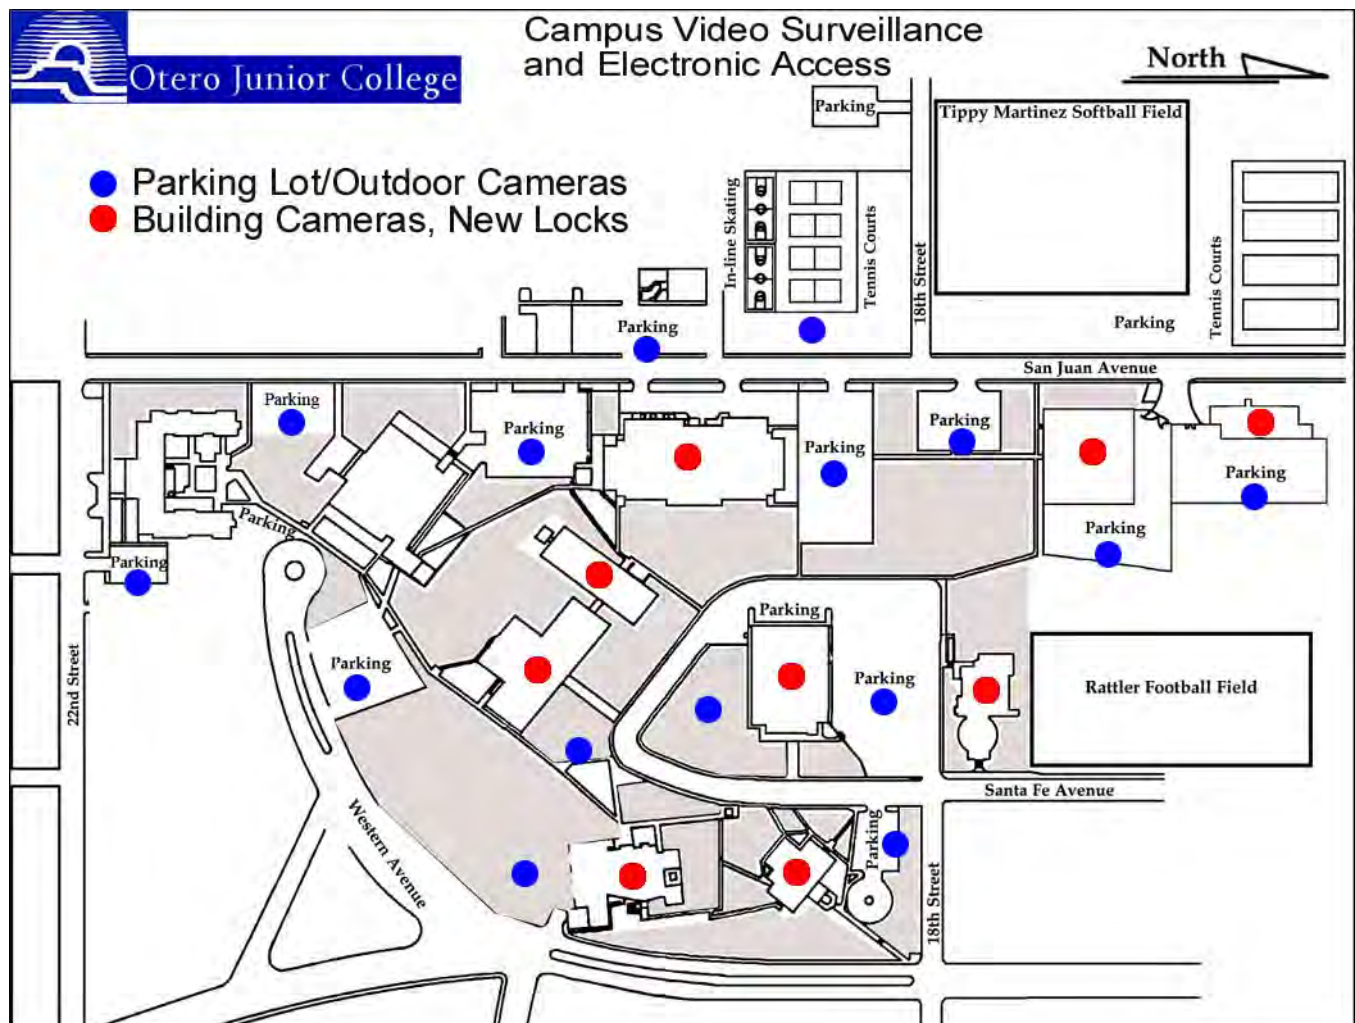 Campus Video Surveillance
and Electronic Access
Otero Junior College
North
Parking
Tippy Martinez Softball Field
Parking Lot/Outdoor Cameras
Building Cameras, New Locks
In-line Skating
Tennis Courts
18th Street
Tennis Courts
Parking
Parking
San Juan Avenue
Parking
Parking
Parking
Parking
Parking
Parking
Parking
Parking
Parking
Parking
Parking
Parking
22nd Street
Rattler Football Field
Santa Fe Avenue
Western Avenue
Parking
18th Street